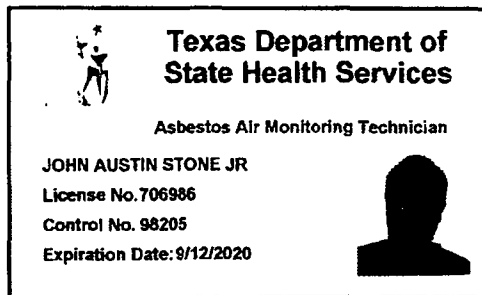 Texas Department of
State Health Services
Asbestos Air Monitoring Technician
JOHN AUSTIN STONE JR
License No.706986
Control No. 98205
Expiration Date:9/12/2020